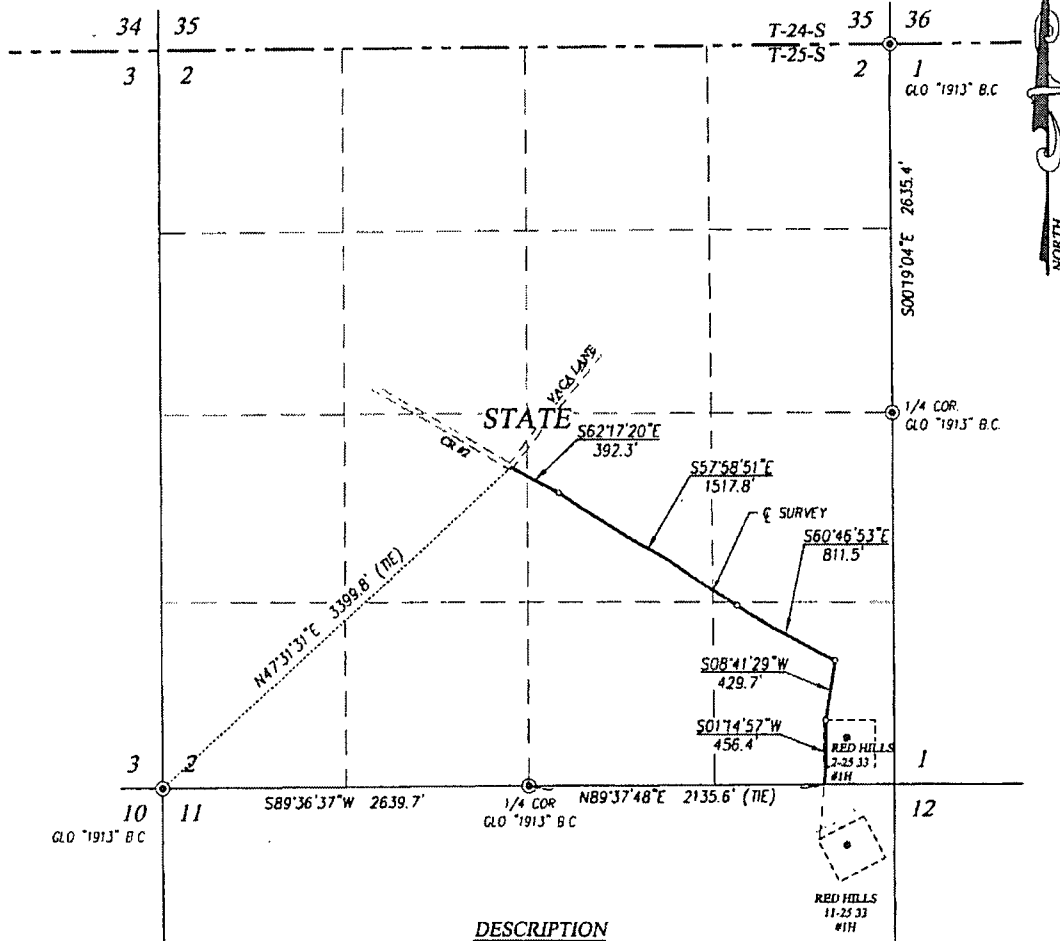 34 35
35 36
T-24-S
T-25-S
3 2
2 1
GLO "1913" B.C
NORTH
S00°19'04"E 2635.4'
1/4 COR.
GLO "1913" B.C.
VACA LANE
STATE
CR #2
S62°17'20"E
392.3'
S57°58'51"E
1517.8'
℄ SURVEY
S60°46'53"E
811.5'
N47°31'31"E 3399.8' (TIE)
S08°41'29"W
429.7'
S01°14'57"W
456.4'
RED HILLS
2-25 33
#1H
3 2
1
10 11
12
GLO "1913" B C
S89°36'37"W 2639.7'
1/4 COR
GLO "1913" B C
N89°37'48"E 2135.6' (TIE)
RED HILLS
11-25 33
#1H
DESCRIPTION